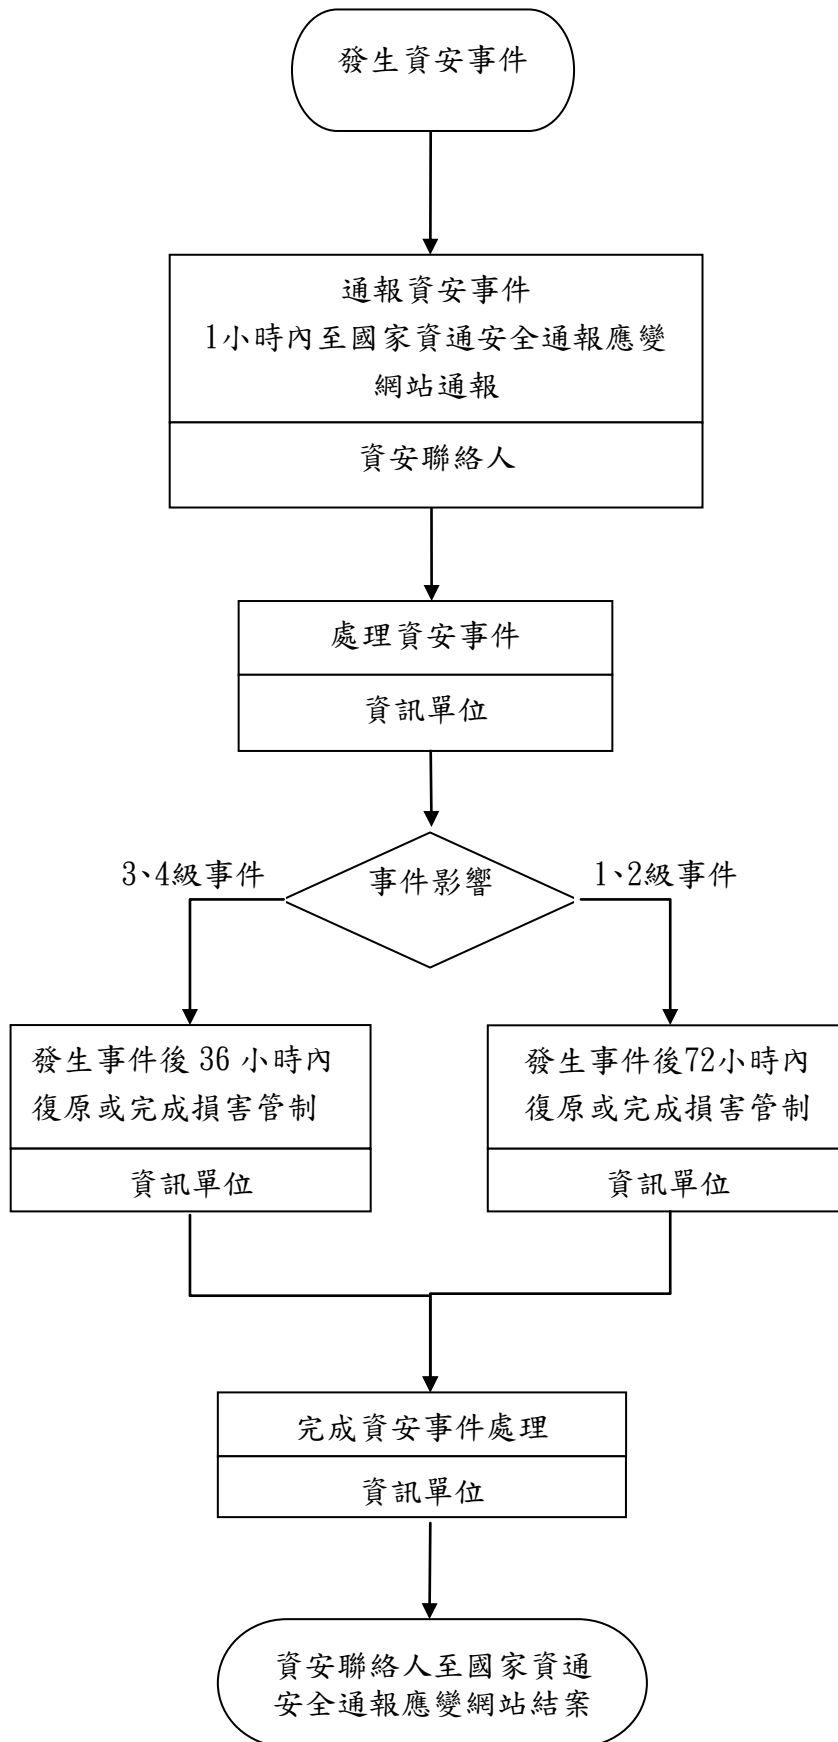 發生資安事件
通報資安事件
1小時內至國家資通安全通報應變
網站通報
資安聯絡人
處理資安事件
資訊單位
事件影響
3、4級事件
1、2級事件
發生事件後 36 小時內
復原或完成損害管制
資訊單位
發生事件後72小時內
復原或完成損害管制
資訊單位
完成資安事件處理
資訊單位
資安聯絡人至國家資通
安全通報應變網站結案